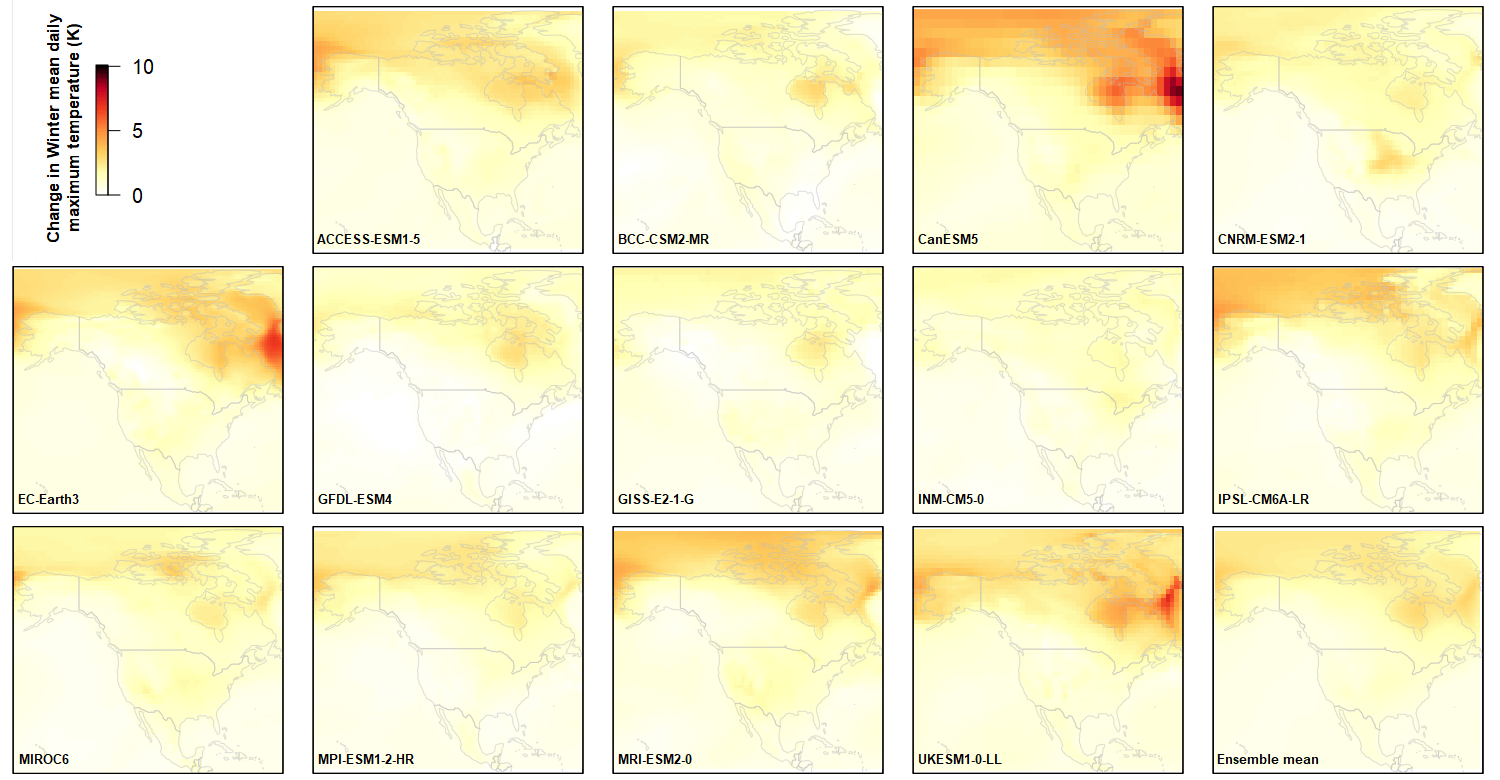 Change in Winter mean daily
maximum temperature (K)
10
5
0
ACCESS-ESM1-5
BCC-CSM2-MR
CanESM5
CNRM-ESM2-1
EC-Earth3
GFDL-ESM4
GISS-E2-1-G
INM-CM5-0
IPSL-CM6A-LR
MIROC6
MPI-ESM1-2-HR
MRI-ESM2-0
UKESM1-0-LL
Ensemble mean